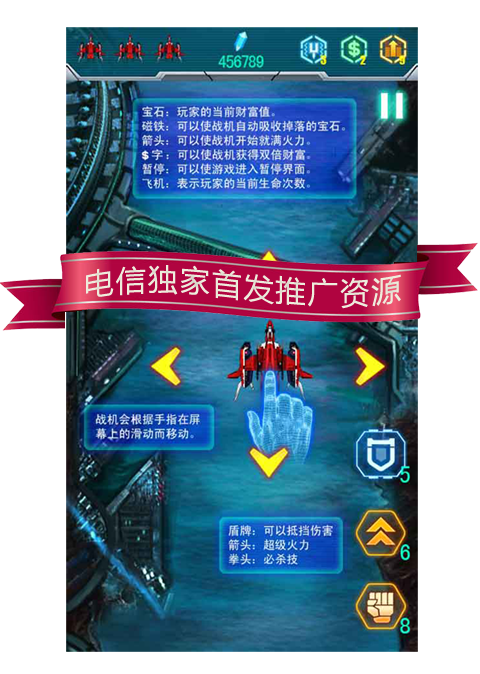 456789
3
2
3
宝石：玩家的当前财富值。
磁铁：可以使战机自动吸收掉落的宝石。
箭头：可以使战机开始就满火力。
$字：可以使战机获得双倍财富。
暂停：可以使游戏进入暂停界面。
飞机：表示玩家的当前生命次数。
电信独家首发推广资源
战机会根据手指在屏
幕上的滑动而移动。
5
盾牌：可以抵挡伤害
箭头：超级火力
拳头：必杀技
6
8